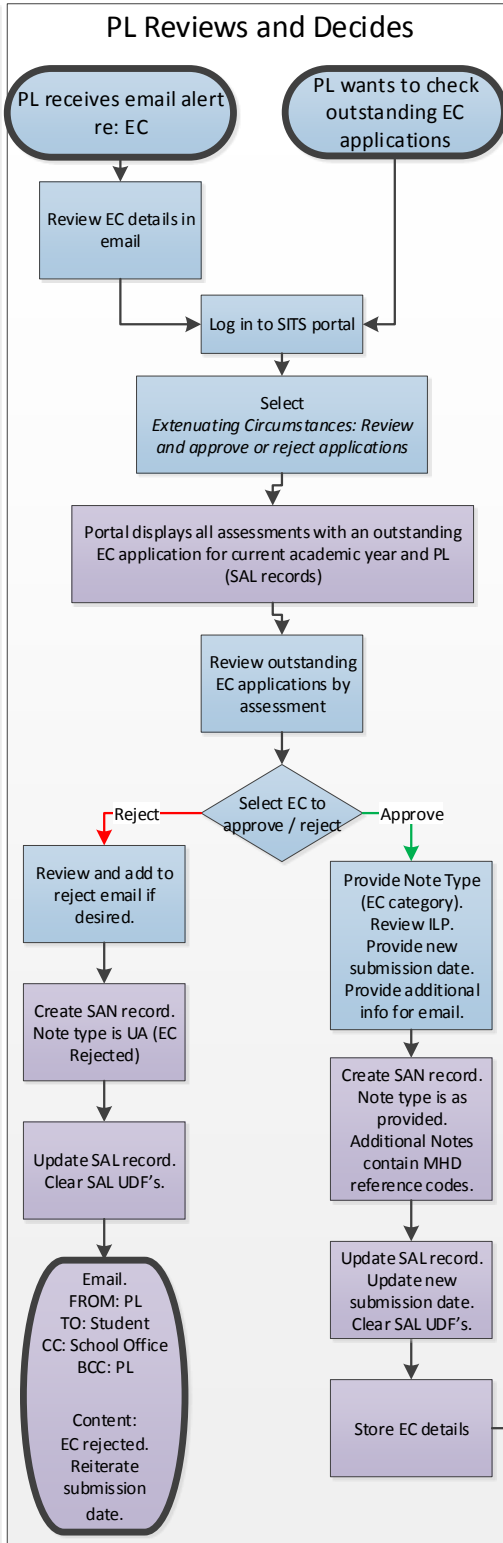 PL Reviews and Decides
PL receives email alert
re: EC
PL wants to check
outstanding EC
applications
Review EC details in
email
Log in to SITS portal
Select
Extenuating Circumstances: Review
and approve or reject applications
Portal displays all assessments with an outstanding
EC application for current academic year and PL
(SAL records)
Review outstanding
EC applications by
assessment
Select EC to
approve / reject
Reject
Approve
Review and add to
reject email if
desired.
Create SAN record.
Note type is UA (EC
Rejected)
Update SAL record.
Clear SAL UDF's.
Email.
FROM: PL
TO: Student
CC: School Office
BCC: PL
Content:
EC rejected.
Reiterate
submission
date.
Provide Note Type
(EC category).
Review ILP.
Provide new
submission date.
Provide additional
info for email.
Create SAN record.
Note type is as
provided.
Additional Notes
contain MHD
reference codes.
Update SAL record.
Update new
submission date.
Clear SAL UDF's.
Store EC details